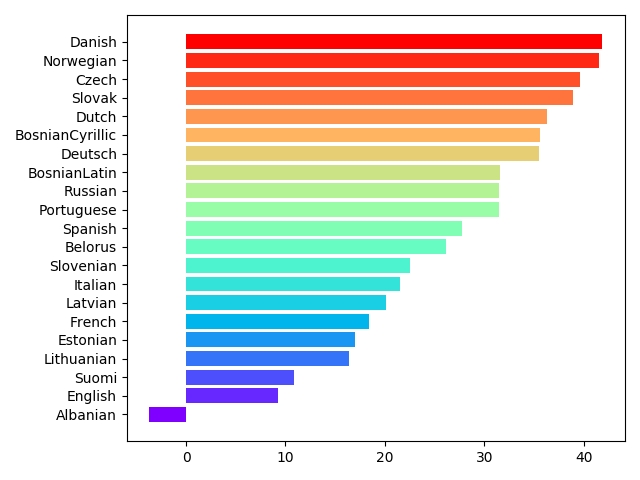 Danish
Norwegian
Czech
Slovak
Dutch
BosnianCyrillic
Deutsch
BosnianLatin
Russian
Portuguese
Spanish
Belorus
Slovenian
Italian
Latvian
French
Estonian
Lithuanian
Suomi
English
Albanian
0 10 20 30 40